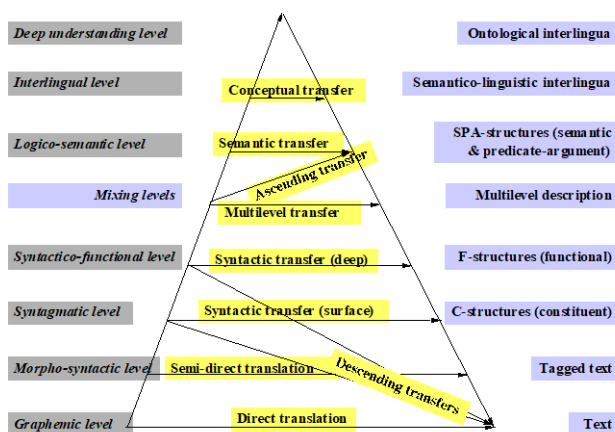 Deep understanding level
Ontological interlingua
Interlingual level
Conceptual transfer
Semantico-linguistic interlingua
Logico-semantic level
Semantic transfer
SPA-structures (semantic
& predicate-argument)
Ascending transfer
Mixing levels
Multilevel transfer
Multilevel description
Syntactico-functional level
Syntactic transfer (deep)
F-structures (functional)
Syntagmatic level
Syntactic transfer (surface)
C-structures (constituent)
Morpho-syntactic level
Semi-direct translation
Descending transfers
Tagged text
Graphemic level
Direct translation
Text